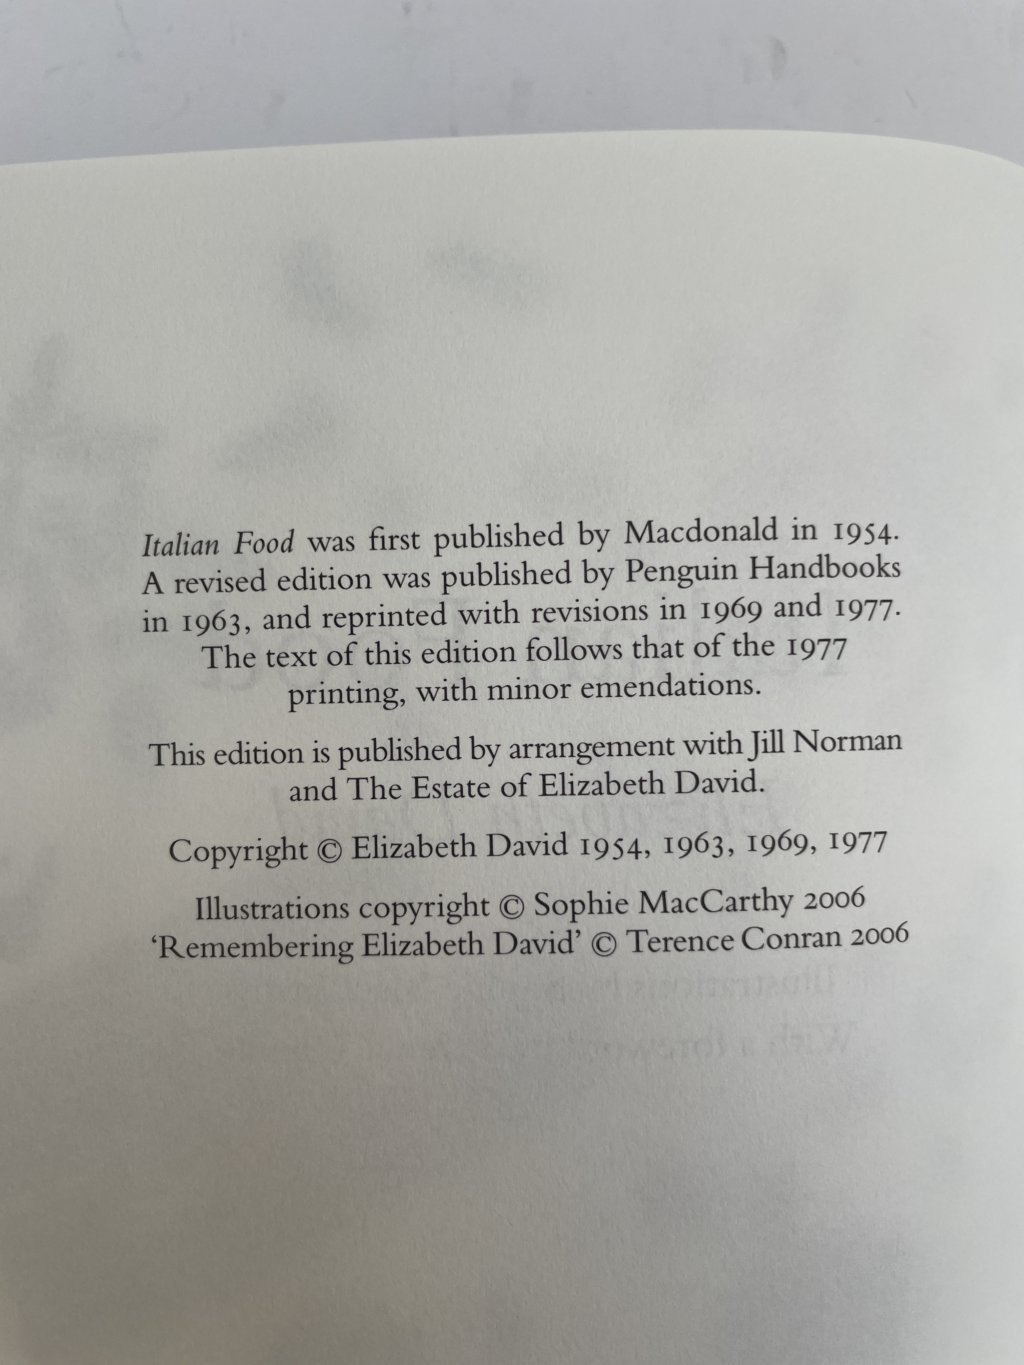 Italian Food was first published by Macdonald in 1954.
A revised edition was published by Penguin Handbooks
in 1963, and reprinted with revisions in 1969 and 1977.
The text of this edition follows that of the 1977
printing, with minor emendations.
This edition is published by arrangement with Jill Norman
and The Estate of Elizabeth David.
Copyright © Elizabeth David 1954, 1963, 1969, 1977
Illustrations copyright © Sophie MacCarthy 2006
‘Remembering Elizabeth David’ © Terence Conran 2006